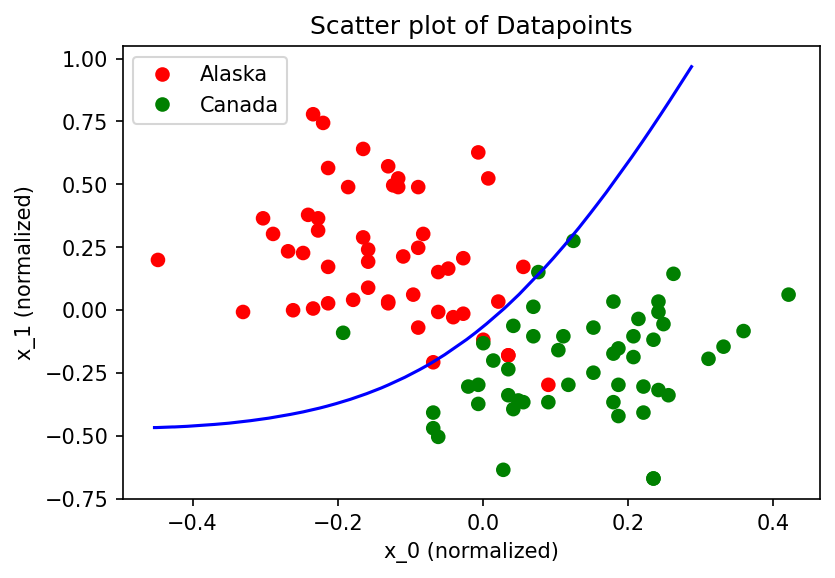 Scatter plot of Datapoints
Alaska
Canada
1.00
0.75
0.50
0.25
0.00
−0.25
−0.50
−0.75
x_1 (normalized)
−0.4
−0.2
0.0
0.2
0.4
x_0 (normalized)